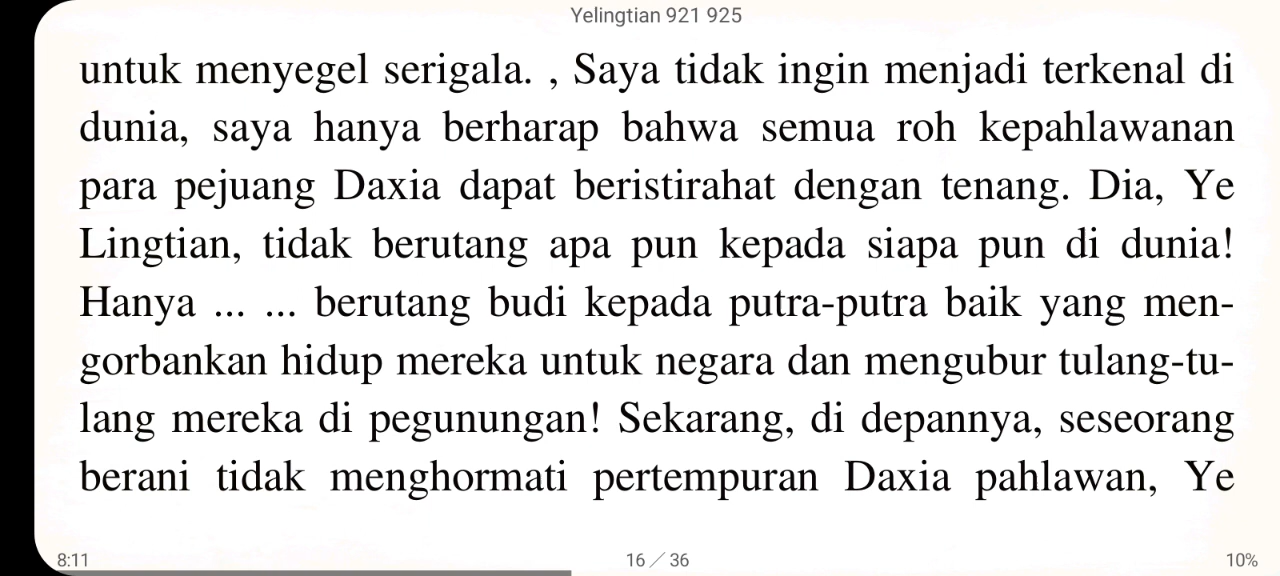 Yelingtian 921 925
untuk menyegel serigala. , Saya tidak ingin menjadi terkenal di
dunia, saya hanya berharap bahwa semua roh kepahlawanan
para pejuang Daxia dapat beristirahat dengan tenang. Dia, Ye
Lingtian, tidak berutang apa pun kepada siapa pun di dunia!
Hanya ... ... berutang budi kepada putra-putra baik yang men-
gorbankan hidup mereka untuk negara dan mengubur tulang-tu-
lang mereka di pegunungan! Sekarang, di depannya, seseorang
berani tidak menghormati pertempuran Daxia pahlawan, Ye
8:11 16 / 36 10%